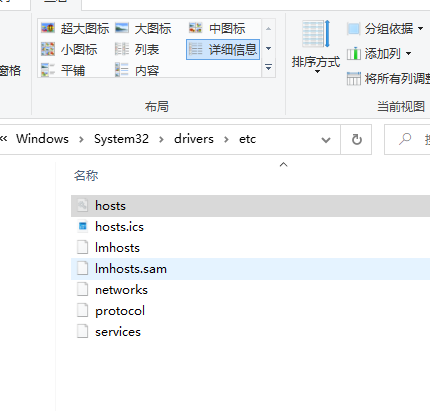 超大图标 大图标 中图标
小图标 列表 详细信息
平铺 内容
窗格
布局
排序方式
分组依据
添加列
将所有列调整
当前视图
« Windows > System32 > drivers > etc
名称
hosts
hosts.ics
lmhosts
lmhosts.sam
networks
protocol
services